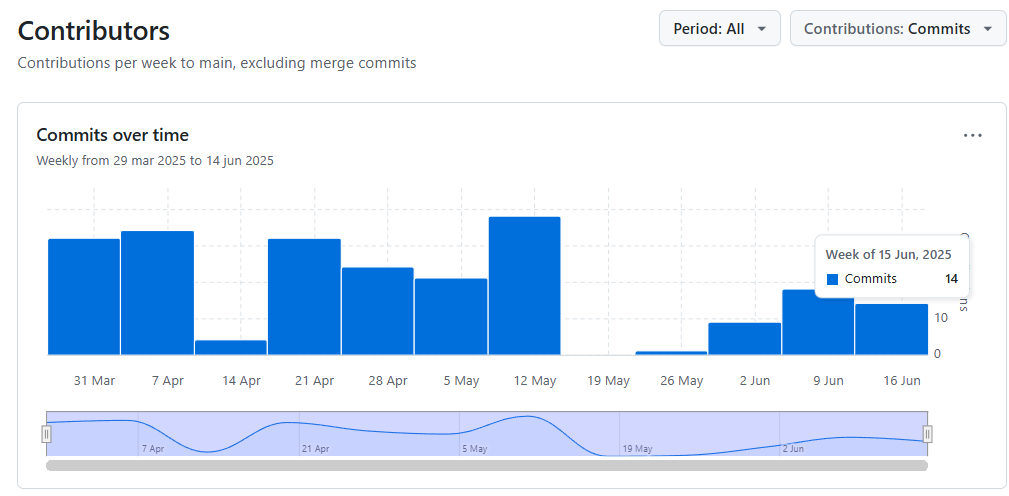 Contributors
Period: All
Contributions: Commits
Contributions per week to main, excluding merge commits
Commits over time
Weekly from 29 mar 2025 to 14 jun 2025
Week of 15 Jun, 2025
Commits 14
10
0
31 Mar 7 Apr 14 Apr 21 Apr 28 Apr 5 May 12 May 19 May 26 May 2 Jun 9 Jun 16 Jun
7 Apr 21 Apr 5 May 19 May 2 Jun